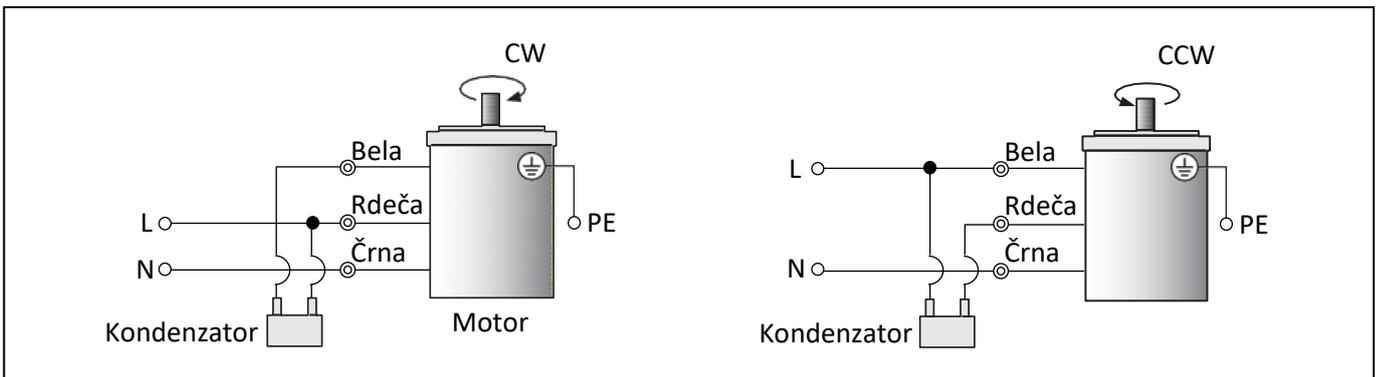 CW
Bela
L
Rdeča
PE
N
Črna
Kondenzator
Motor
CCW
L
Bela
Rdeča
PE
N
Črna
Kondenzator